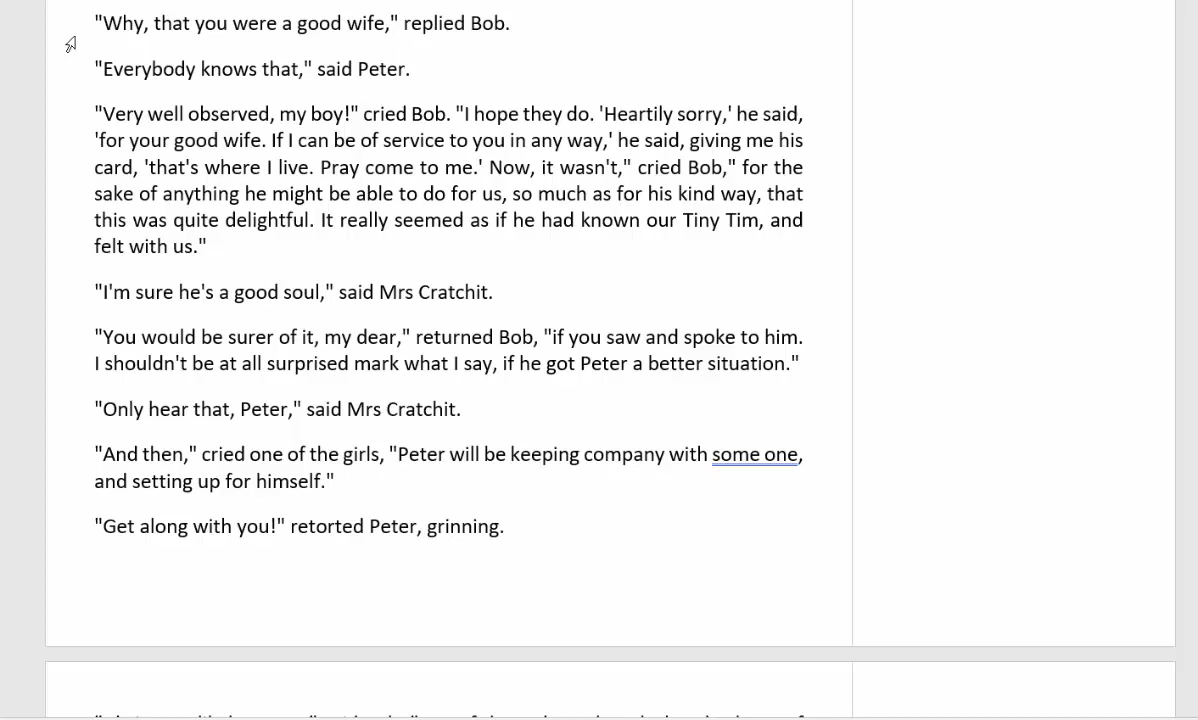 "Why, that you were a good wife," replied Bob.
"Everybody knows that," said Peter.
"Very well observed, my boy!" cried Bob. "I hope they do. 'Heartily sorry,' he said,
'for your good wife. If I can be of service to you in any way,' he said, giving me his
card, 'that's where I live. Pray come to me.' Now, it wasn't," cried Bob," for the
sake of anything he might be able to do for us, so much as for his kind way, that
this was quite delightful. It really seemed as if he had known our Tiny Tim, and
felt with us."
"I'm sure he's a good soul," said Mrs Cratchit.
"You would be surer of it, my dear," returned Bob, "if you saw and spoke to him.
I shouldn't be at all surprised mark what I say, if he got Peter a better situation."
"Only hear that, Peter," said Mrs Cratchit.
"And then," cried one of the girls, "Peter will be keeping company with some one,
and setting up for himself."
"Get along with you!" retorted Peter, grinning.